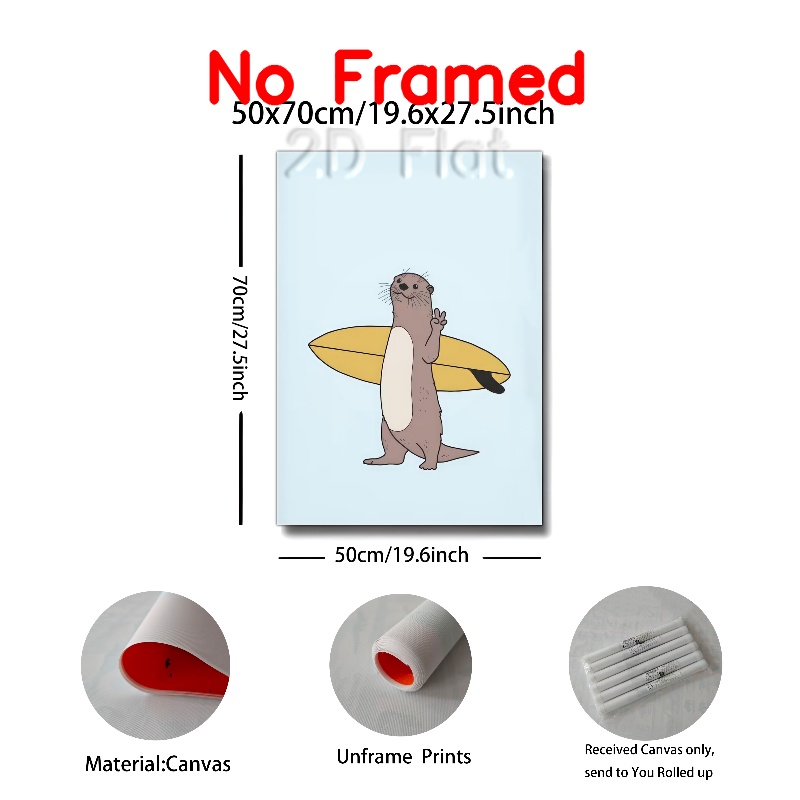 No Framed
50x70cm/19.6x27.5inch
2D Flat
70cm/27.5inch
50cm/19.6inch
Material:Canvas
Unframe Prints
Received Canvas only,
send to You Rolled up